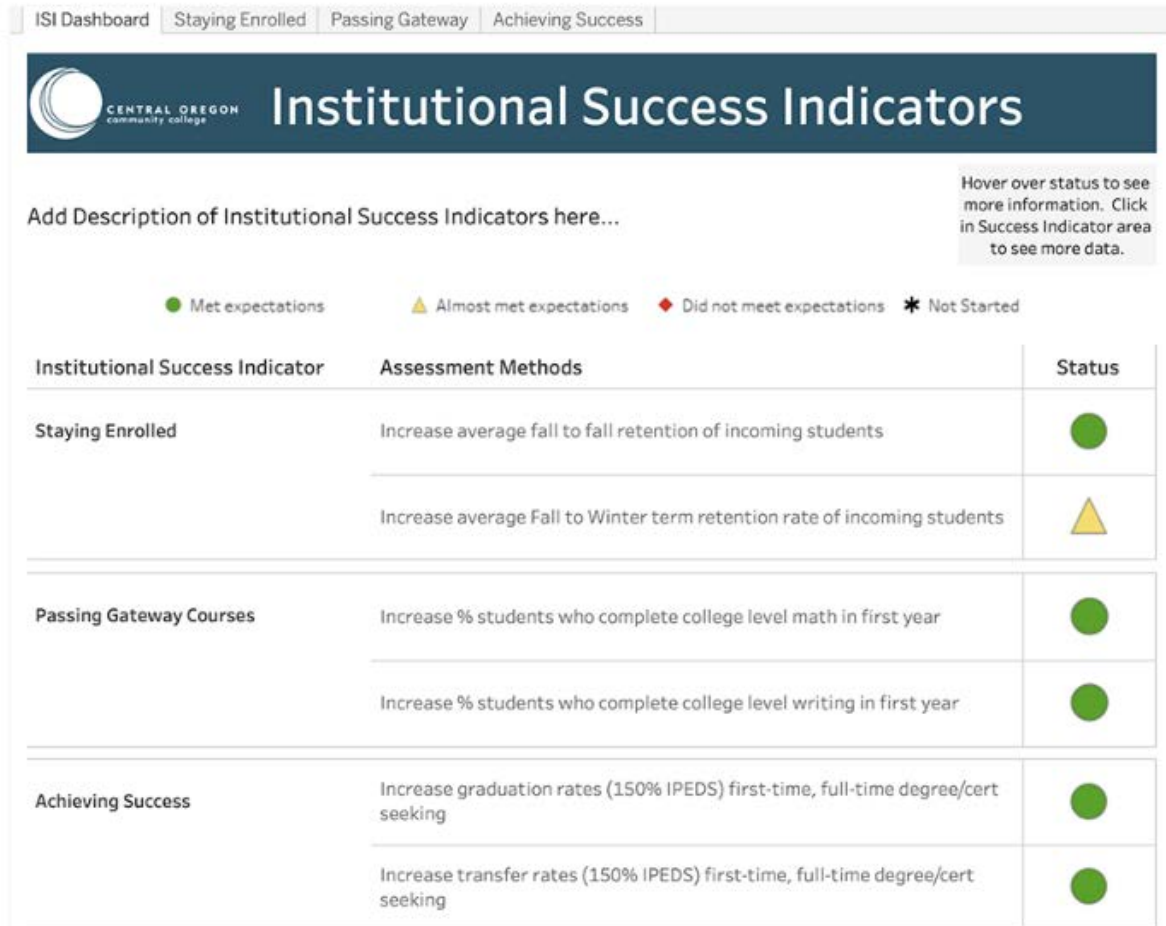 ISI Dashboard Staying Enrolled Passing Gateway Achieving Success
CENTRAL OREGON
community college
Institutional Success Indicators
Add Description of Institutional Success Indicators here...
Hover over status to see
more information. Click
in Success Indicator area
to see more data.
Met expectations Almost met expectations Did not meet expectations Not Started
Institutional Success Indicator Assessment Methods Status
Staying Enrolled Increase average fall to fall retention of incoming students
Increase average Fall to Winter term retention rate of incoming students
Passing Gateway Courses Increase % students who complete college level math in first year
Increase % students who complete college level writing in first year
Achieving Success Increase graduation rates (150% IPEDS) first-time, full-time degree/cert
seeking
Increase transfer rates (150% IPEDS) first-time, full-time degree/cert
seeking